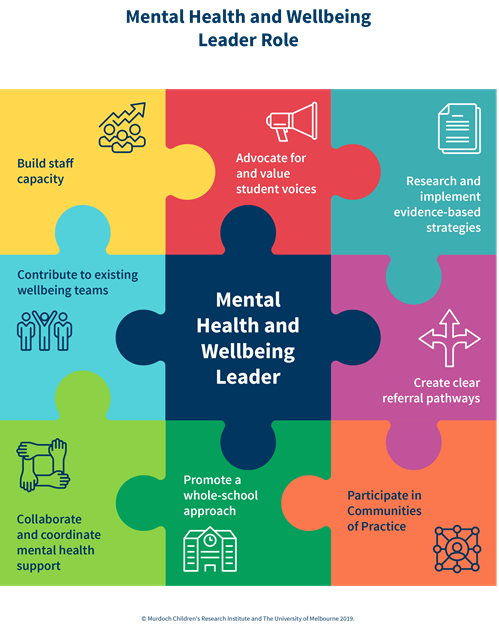 Mental Health and Wellbeing
Leader Role
Build staff
capacity
Advocate for
and value
student voices
Research and
implement
evidence-based
strategies
Contribute to existing
wellbeing teams
Mental
Health and
Wellbeing
Leader
Create clear
referral pathways
Collaborate
and coordinate
mental health
support
Promote a
whole-school
approach
Participate in
Communities
of Practice
© Murdoch Children's Research Institute and The University of Melbourne 2019.